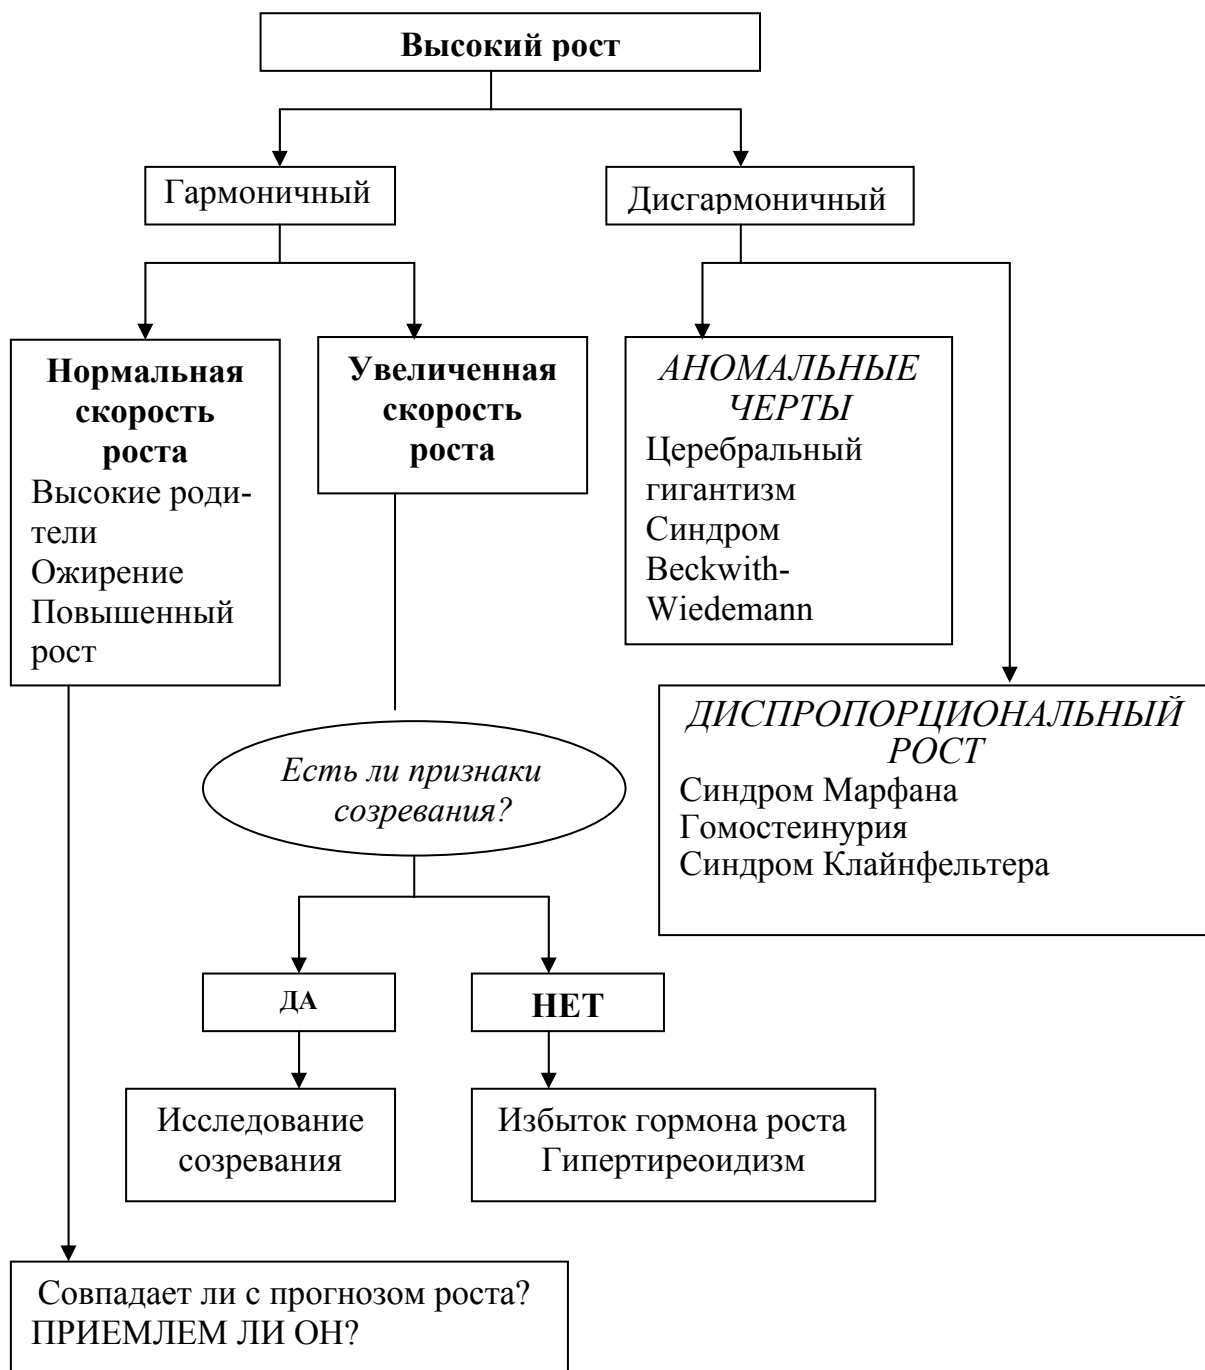 Высокий рост
Гармоничный
Дисгармоничный
Нормальная
скорость
роста
Высокие роди-
тели
Ожирение
Повышенный
рост
Увеличенная
скорость
роста
АНОМАЛЬНЫЕ
ЧЕРТЫ
Церебральный
гигантизм
Синдром
Beckwith-
Wiedemann
ДИСПРОПОРЦИОНАЛЬНЫЙ
РОСТ
Синдром Марфана
Гомостеинурия
Синдром Клайнфельтера
Есть ли признаки
созревания?
ДА
НЕТ
Исследование
созревания
Избыток гормона роста
Гипертиреоидизм
Совпадает ли с прогнозом роста?
ПРИЕМЛЕМ ЛИ ОН?